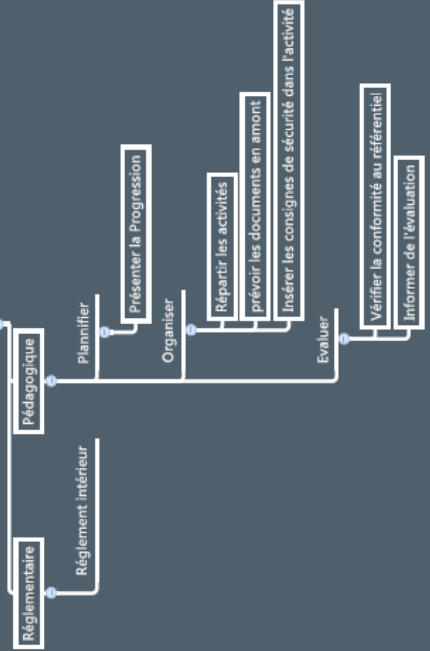 Réglementaire
Réglement intérieur
Pédagogique
Plannifier
Présenter la Progression
Organiser
Répartir les activités
prévoir les documents en amont
Insérer les consignes de sécurité dans l'activité
Evaluer
Vérifier la conformité au référentiel
Informer de l'évaluation